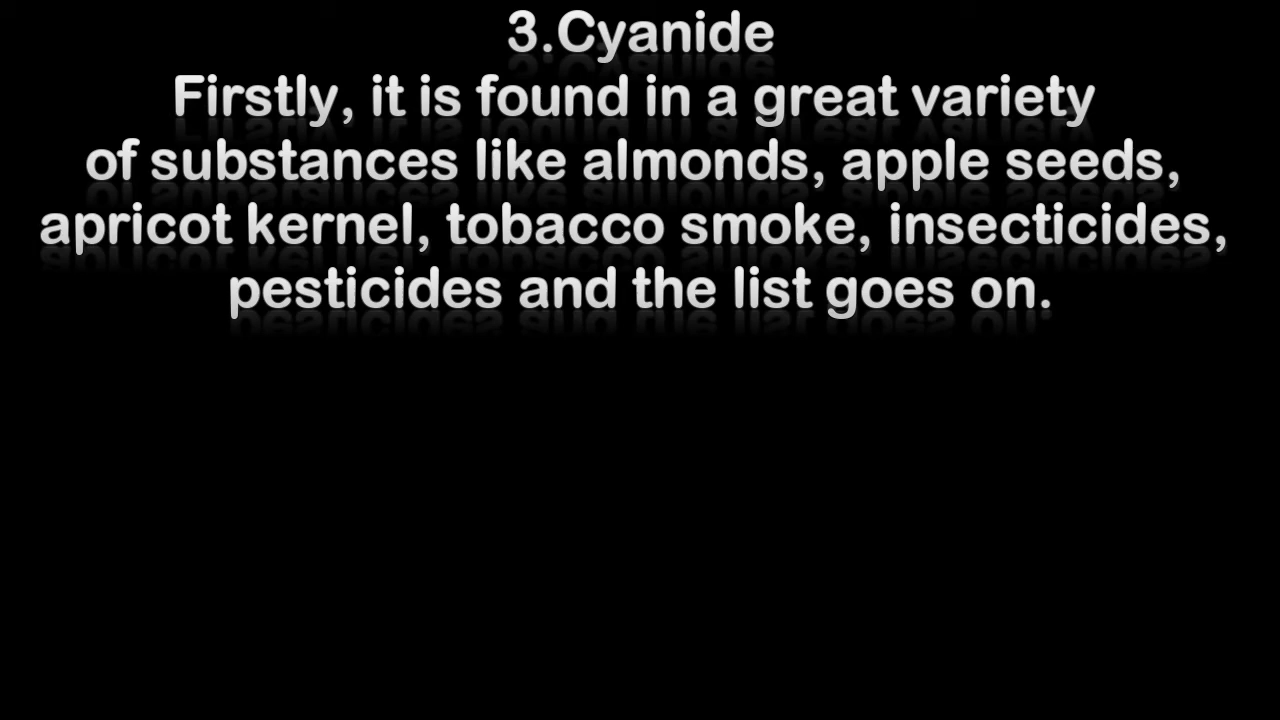 3.Cyanide
Firstly, it is found in a great variety
of substances like almonds, apple seeds,
apricot kernel, tobacco smoke, insecticides,
pesticides and the list goes on.